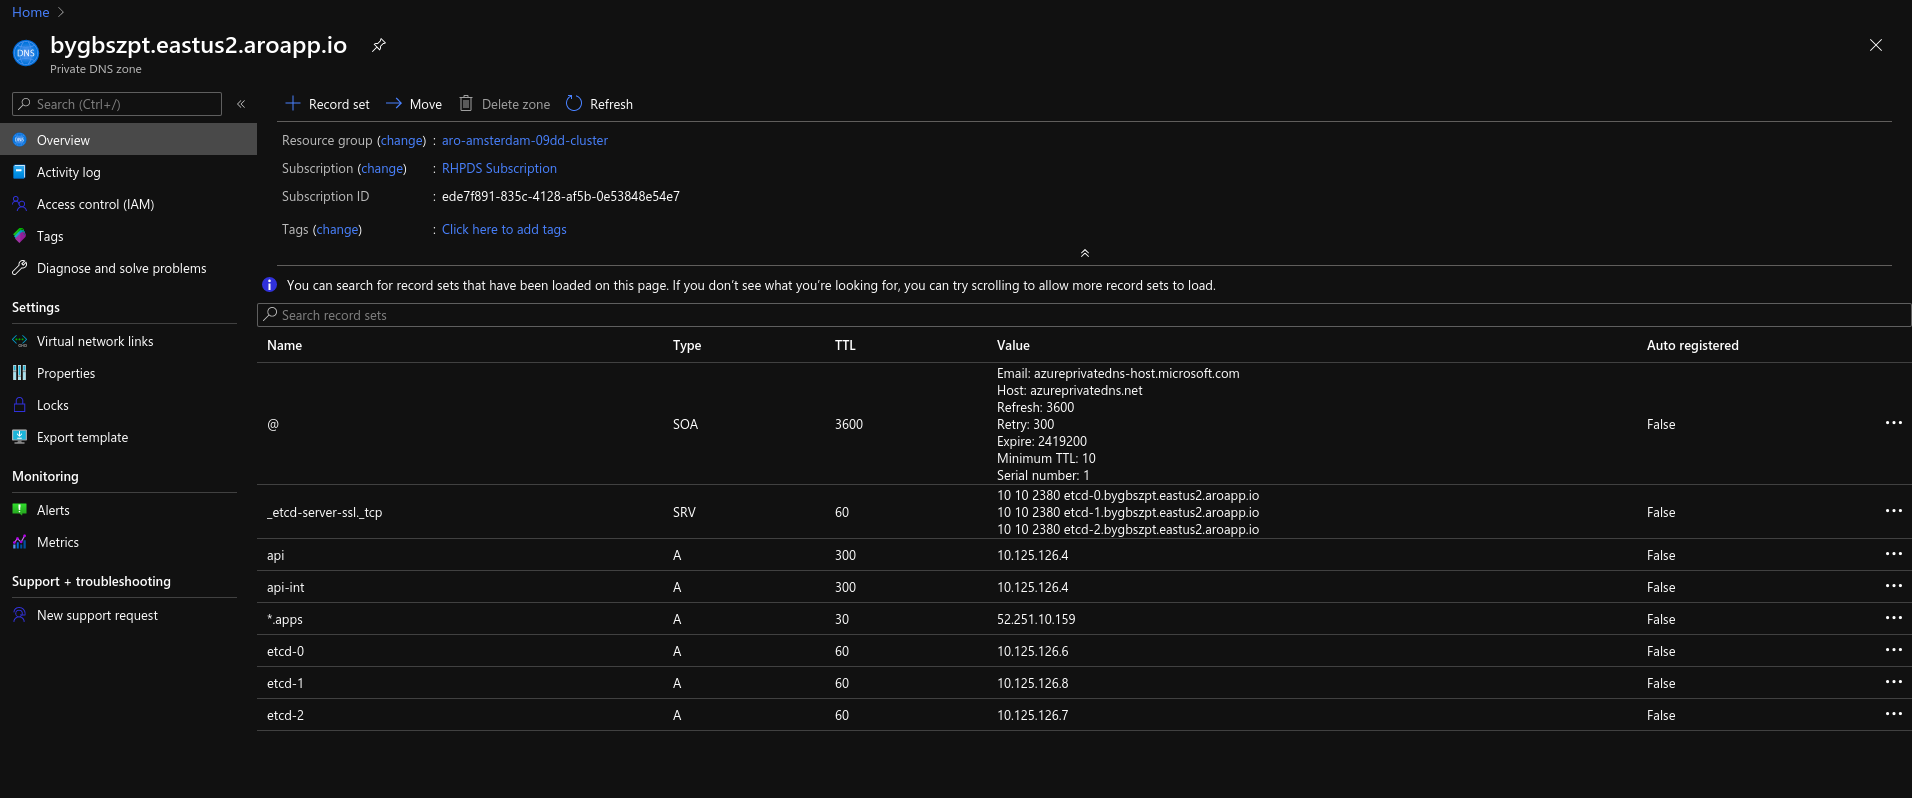 Home
DNS
bygbszpt.eastus2.aroapp.io
Private DNS zone
Search (Ctrl+/)
«
Record set
Move
Delete zone
Refresh
Overview
Activity log
Access control (IAM)
Tags
Diagnose and solve problems
Settings
Virtual network links
Properties
Locks
Export template
Monitoring
Alerts
Metrics
Support + troubleshooting
New support request
Resource group (change) : aro-amsterdam-09dd-cluster
Subscription (change) : RHPDS Subscription
Subscription ID : ede7f891-835c-4128-af5b-0e53848e54e7
Tags (change) : Click here to add tags
You can search for record sets that have been loaded on this page. If you don't see what you're looking for, you can try scrolling to allow more record sets to load.
Search record sets
Name Type TTL Value Auto registered
Email: azureprivatedns-host.microsoft.com
Host: azureprivatedns.net
Refresh: 3600
@ SOA 3600 Retry: 300 False
Expire: 2419200
Minimum TTL: 10
Serial number: 1
10 10 2380 etcd-0.bygbszpt.eastus2.aroapp.io
_etcd-server-ssl._tcp SRV 60 10 10 2380 etcd-1.bygbszpt.eastus2.aroapp.io False
10 10 2380 etcd-2.bygbszpt.eastus2.aroapp.io
api A 300 10.125.126.4 False
api-int A 300 10.125.126.4 False
*.apps A 30 52.251.10.159 False
etcd-0 A 60 10.125.126.6 False
etcd-1 A 60 10.125.126.8 False
etcd-2 A 60 10.125.126.7 False